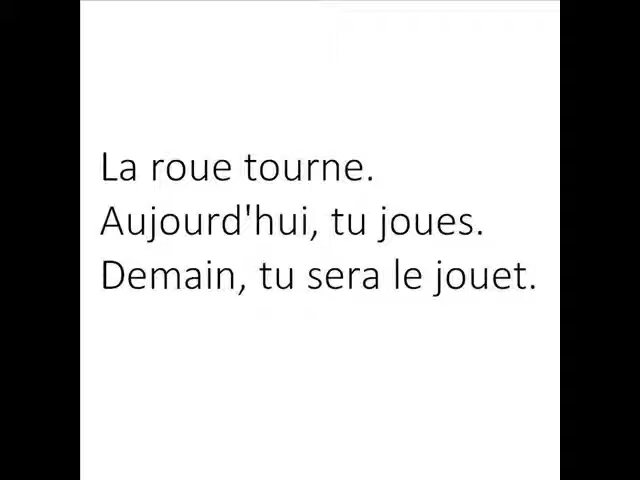 La roue tourne.
Aujourd'hui, tu joues.
Demain, tu sera le jouet.